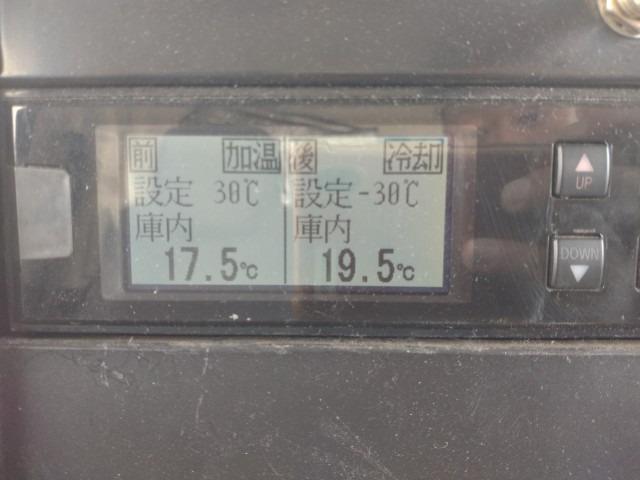 前 加温 後 冷却
設定 30℃ 設定-30℃
庫内 庫内
17.5℃ 19.5℃
UP
DOWN